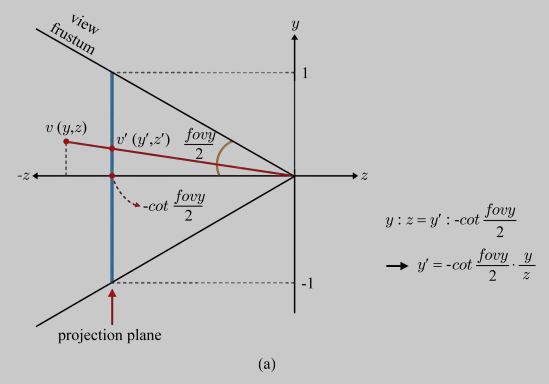 view
frustum
y
1
v (y,z)
v′ (y′,z′)
fovy
2
-z
z
-cot fovy
2
y : z = y′ : -cot fovy
2
y′ = -cot fovy/2 · y/z
-1
projection plane
(a)